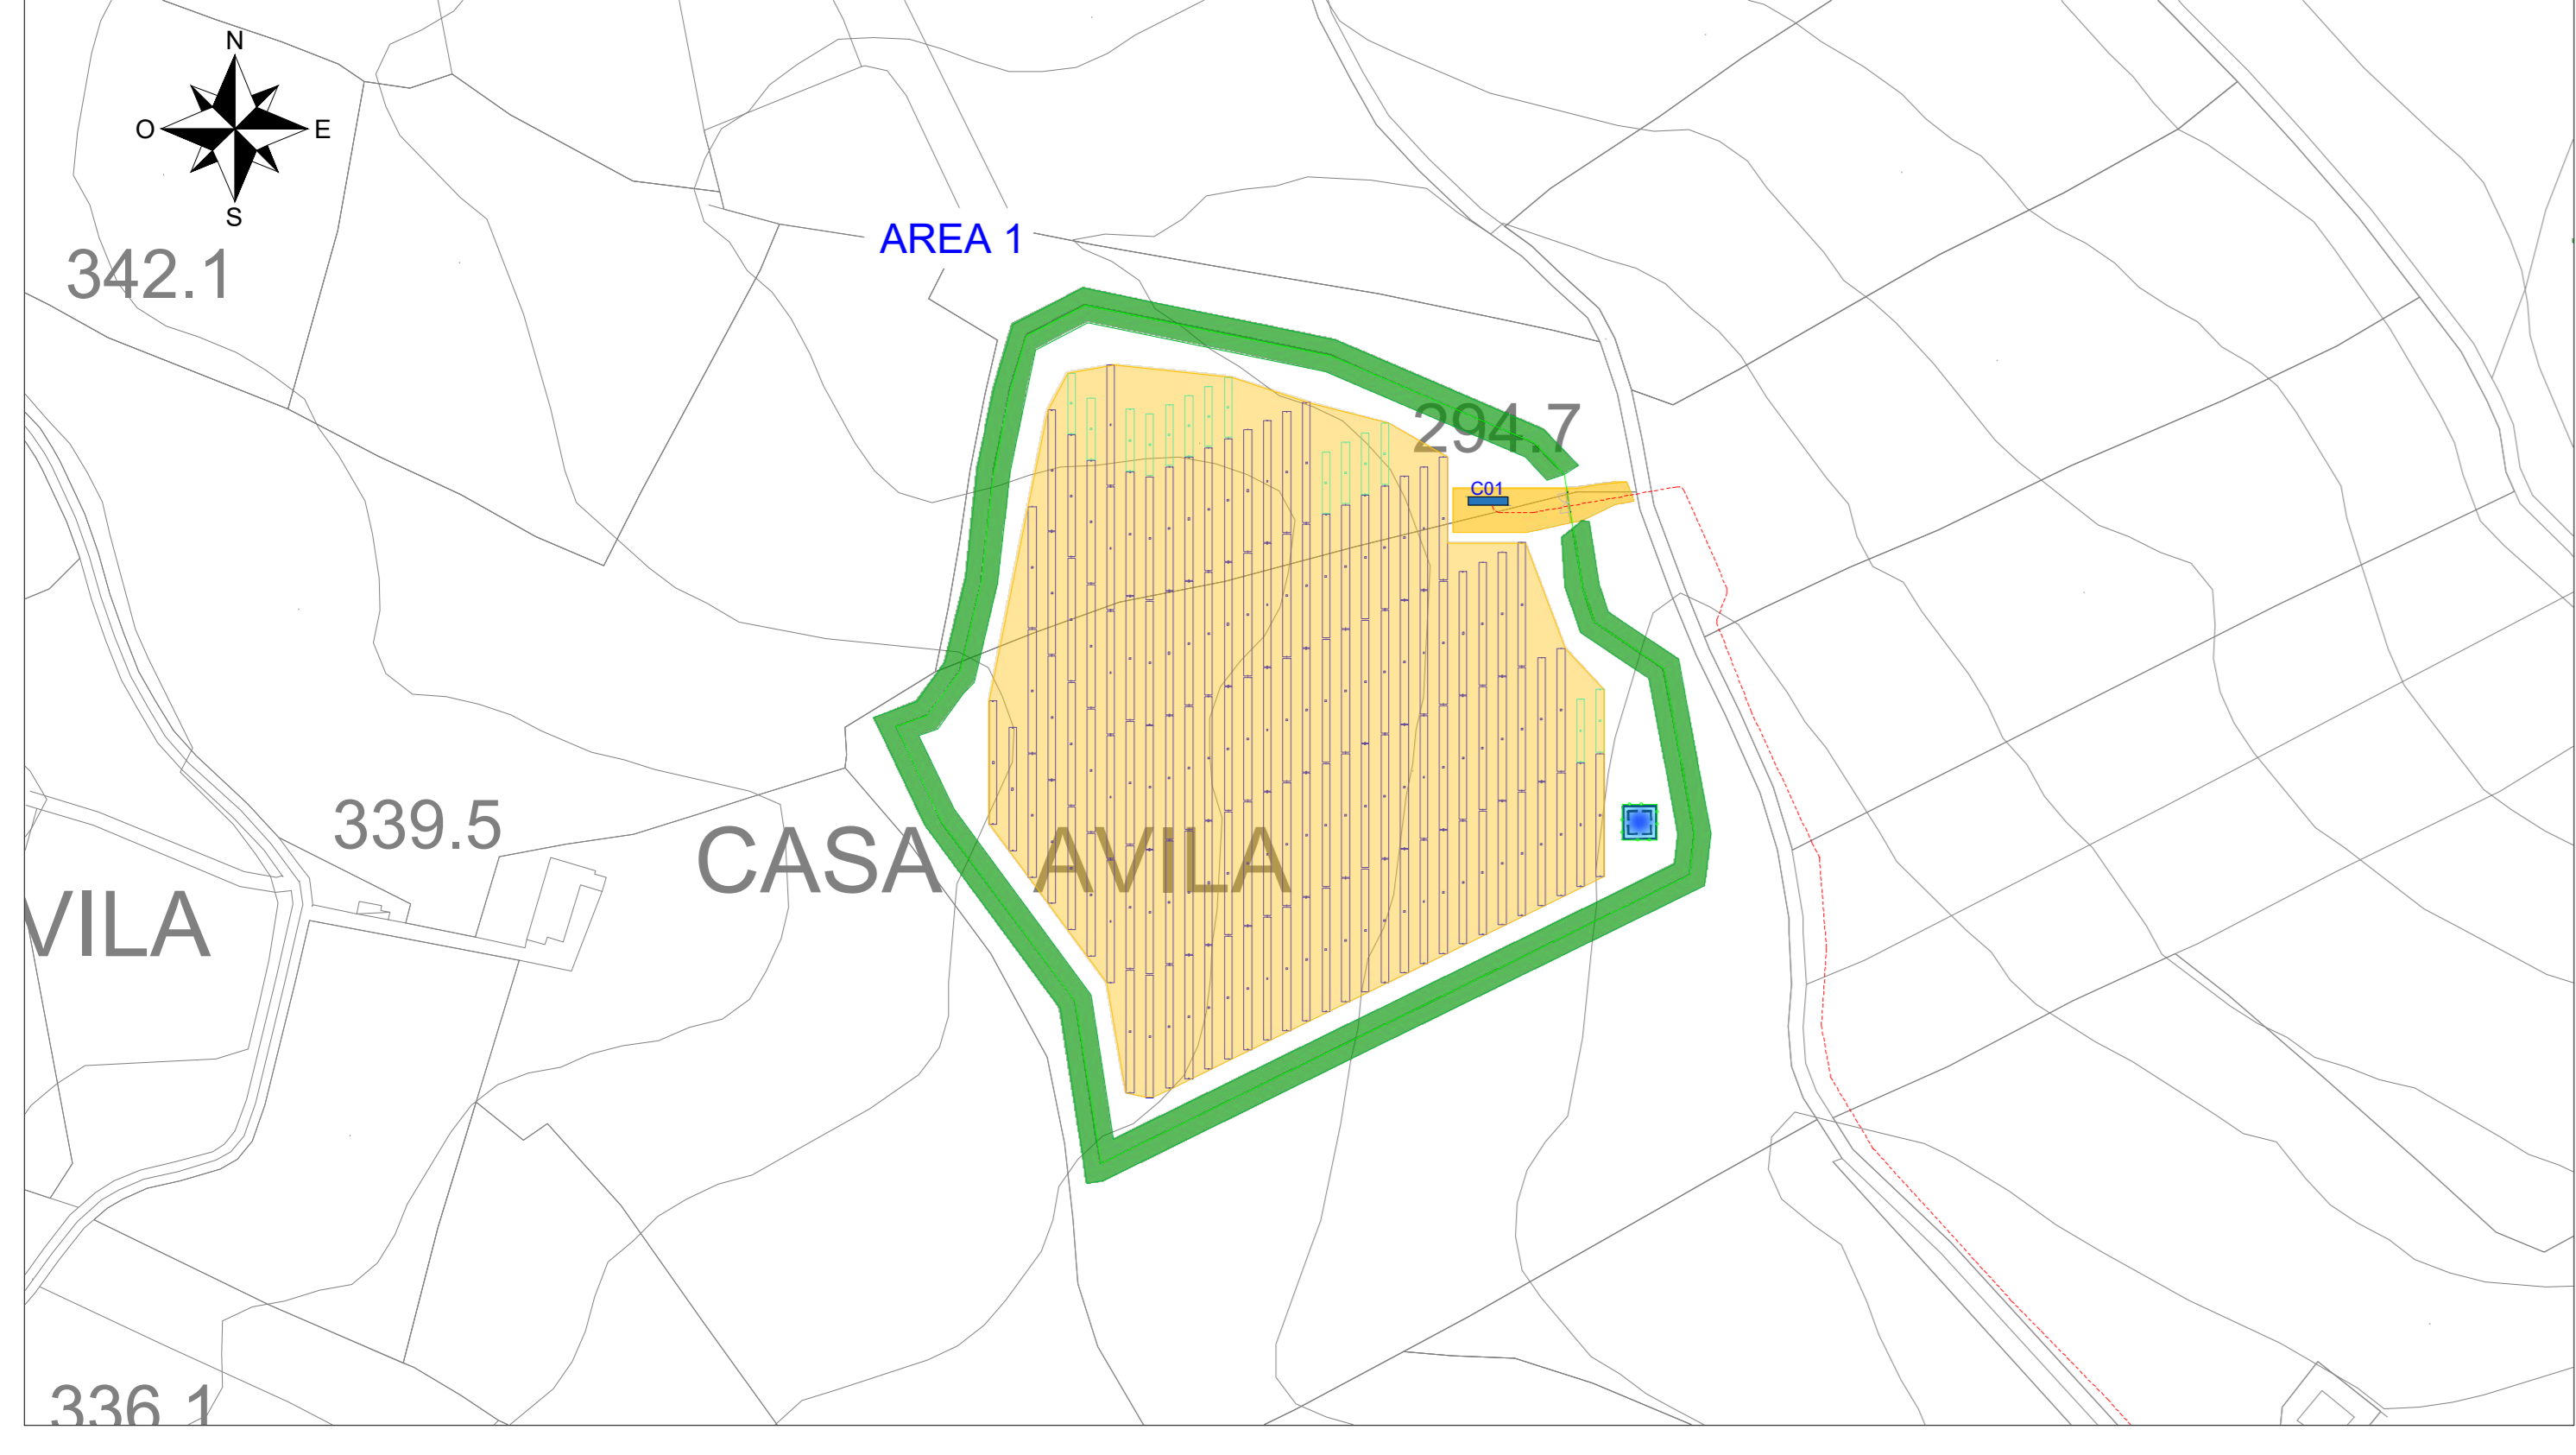 N
O E
S
AREA 1
342.1
294.7
C01
339.5
CASA AVILA
VILA
336.1